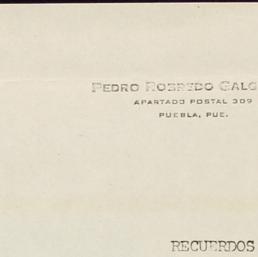 PEDRO ROBREDO GALG
APARTADO POSTAL 309
PUEBLA, PUE.
RECUERDOS